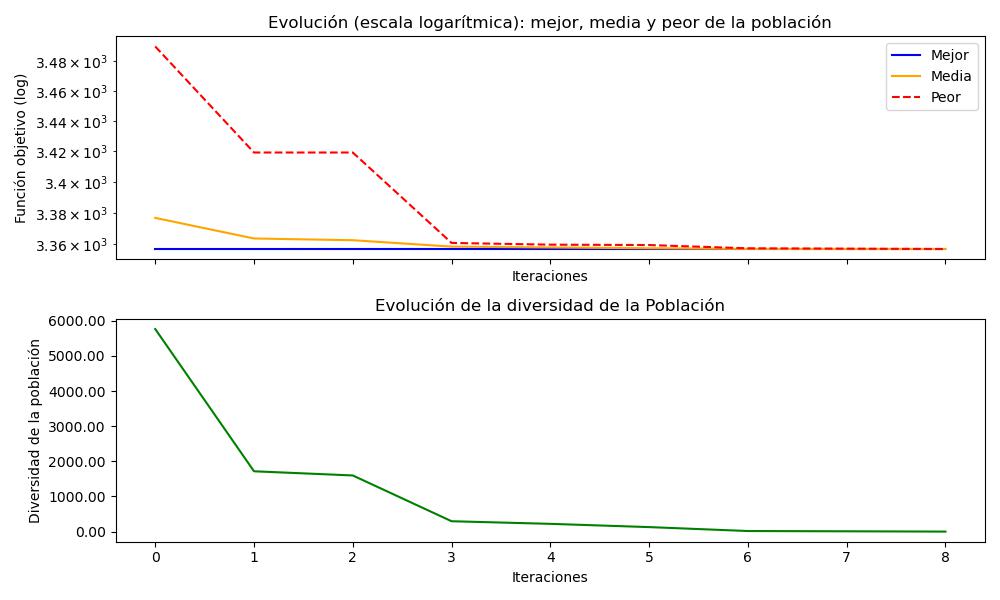 Evolución (escala logarítmica): mejor, media y peor de la población
Función objetivo (log)
3.48 × 10³
3.46 × 10³
3.44 × 10³
3.42 × 10³
3.4 × 10³
3.38 × 10³
3.36 × 10³
Mejor
Media
Peor
Iteraciones
Evolución de la diversidad de la Población
Diversidad de la población
6000.00
5000.00
4000.00
3000.00
2000.00
1000.00
0.00
0 1 2 3 4 5 6 7 8
Iteraciones